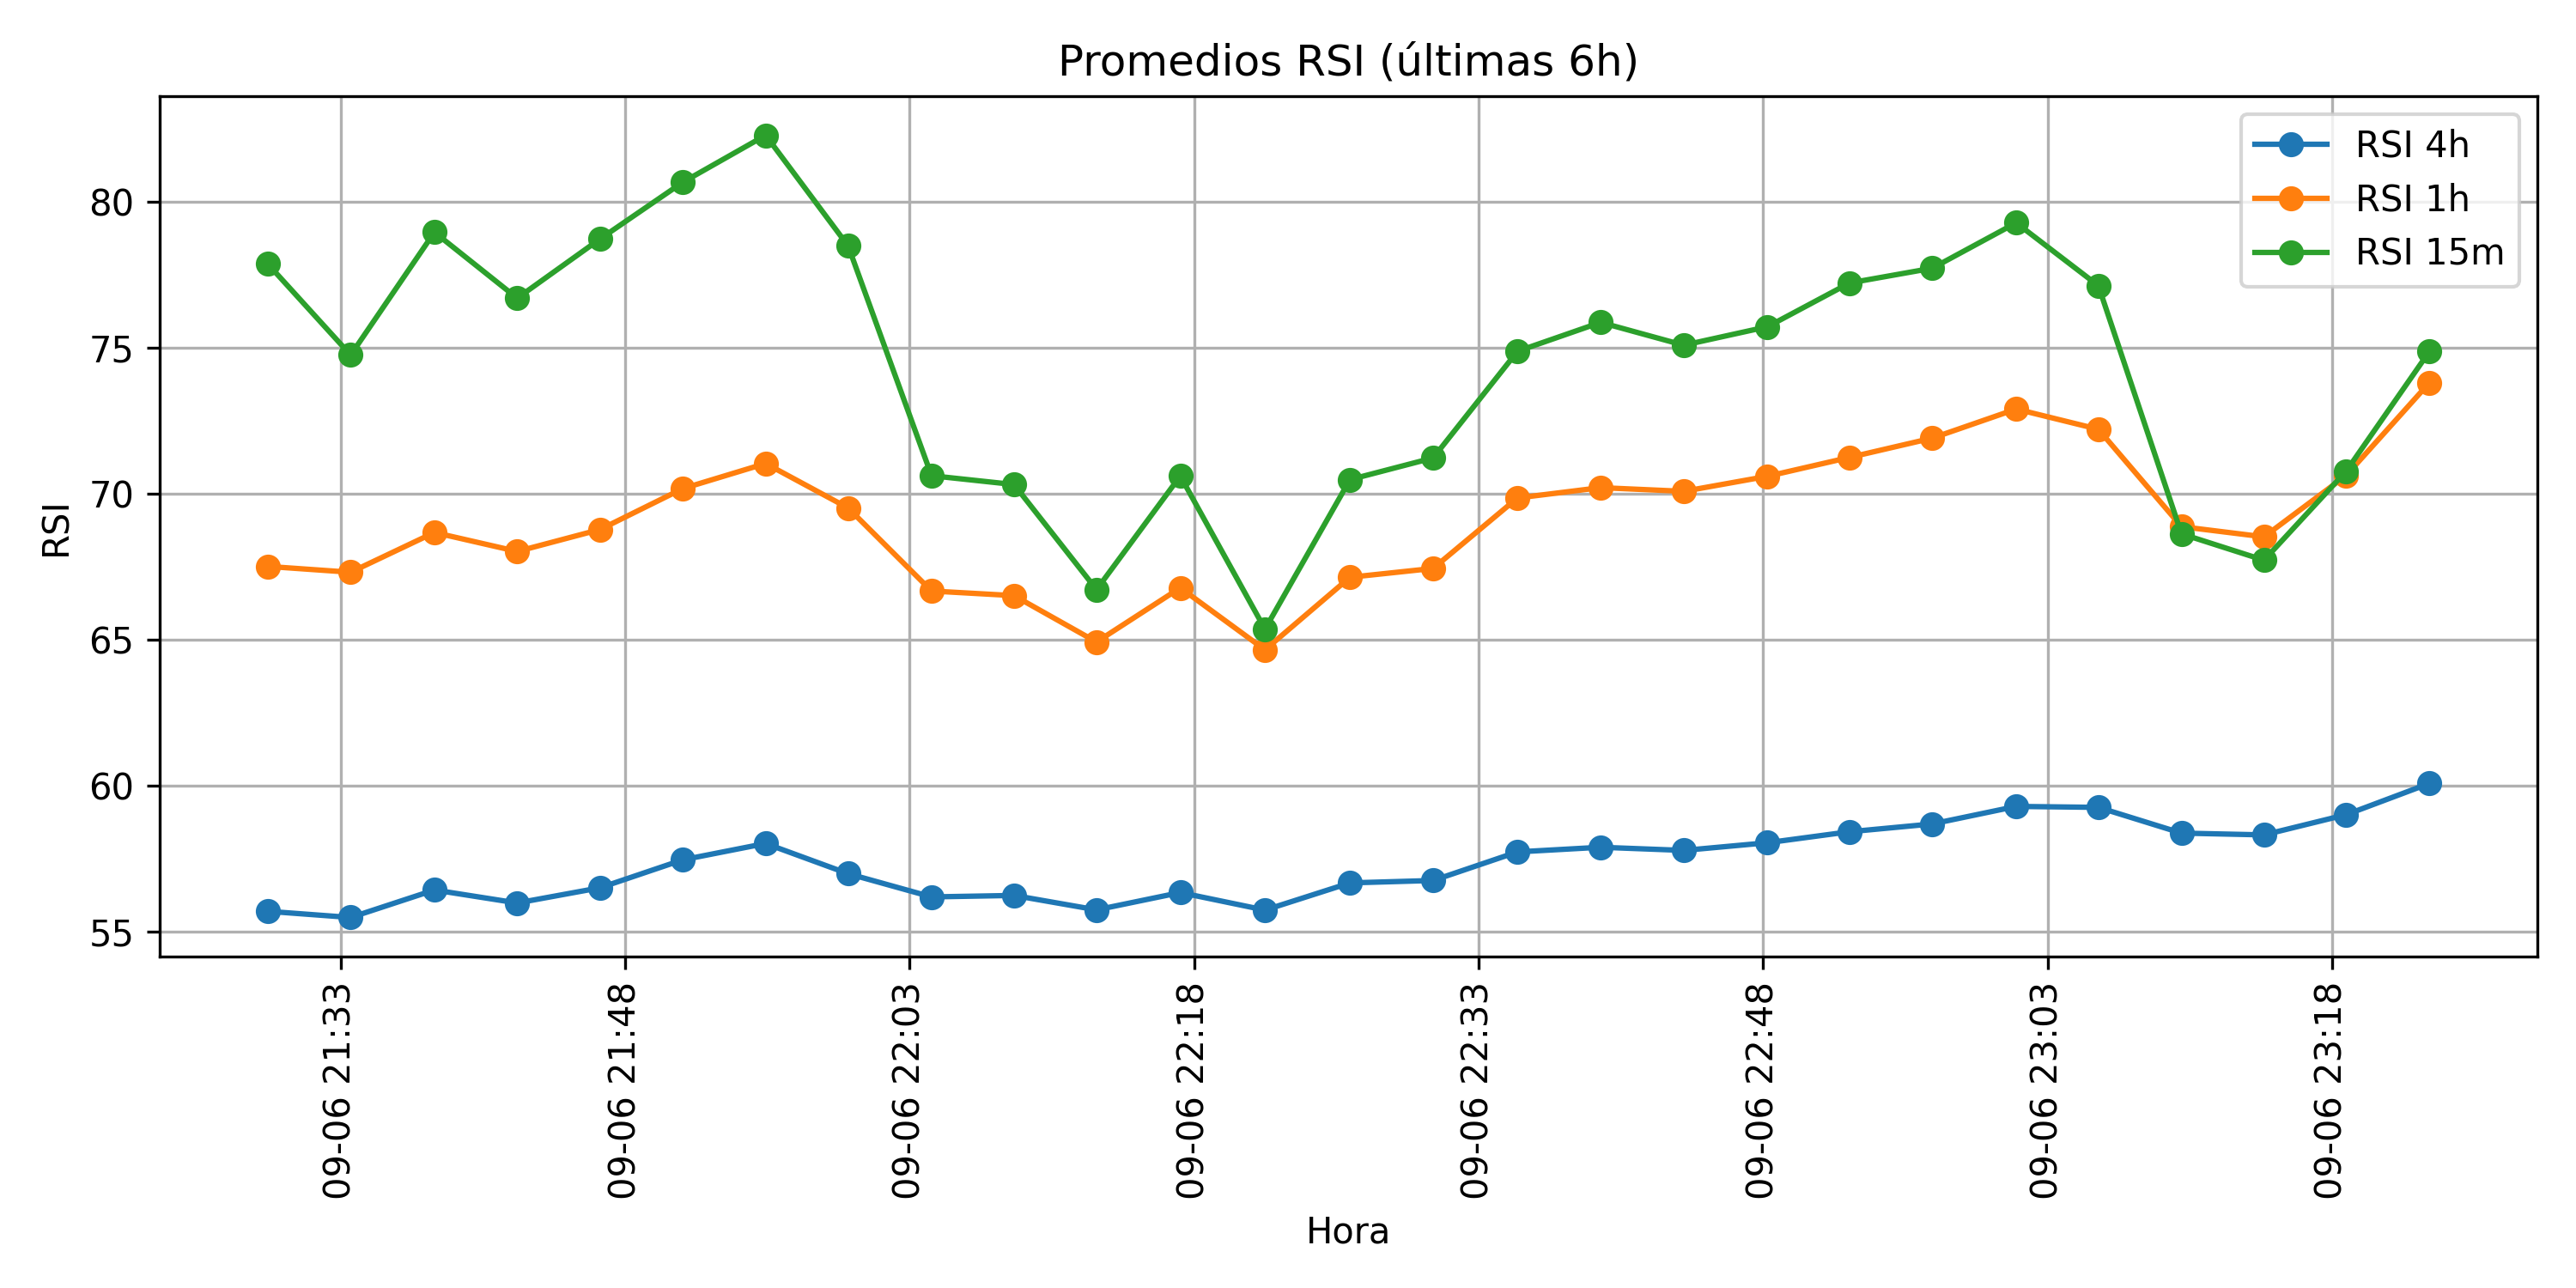 Promedios RSI (últimas 6h)
RSI 4h
RSI 1h
RSI 15m
RSI
80
75
70
65
60
55
09-06 21:33
09-06 21:48
09-06 22:03
09-06 22:18
09-06 22:33
09-06 22:48
09-06 23:03
09-06 23:18
Hora